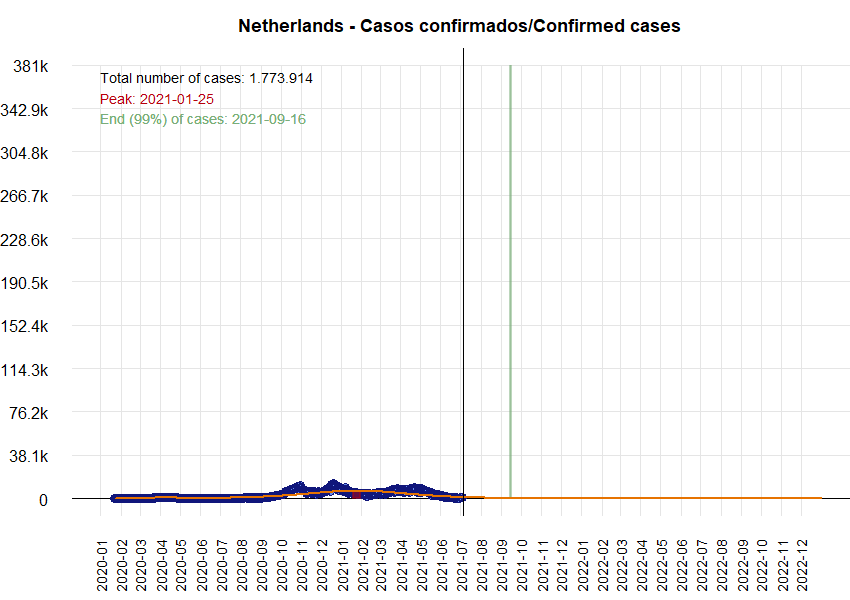 Netherlands - Casos confirmados/Confirmed cases
381k
342.9k
304.8k
266.7k
228.6k
190.5k
152.4k
114.3k
76.2k
38.1k
0
Total number of cases: 1.773.914
Peak: 2021-01-25
End (99%) of cases: 2021-09-16
2020-01
2020-02
2020-03
2020-04
2020-05
2020-06
2020-07
2020-08
2020-09
2020-10
2020-11
2020-12
2021-01
2021-02
2021-03
2021-04
2021-05
2021-06
2021-07
2021-08
2021-09
2021-10
2021-11
2021-12
2022-01
2022-02
2022-03
2022-04
2022-05
2022-06
2022-07
2022-08
2022-09
2022-10
2022-11
2022-12